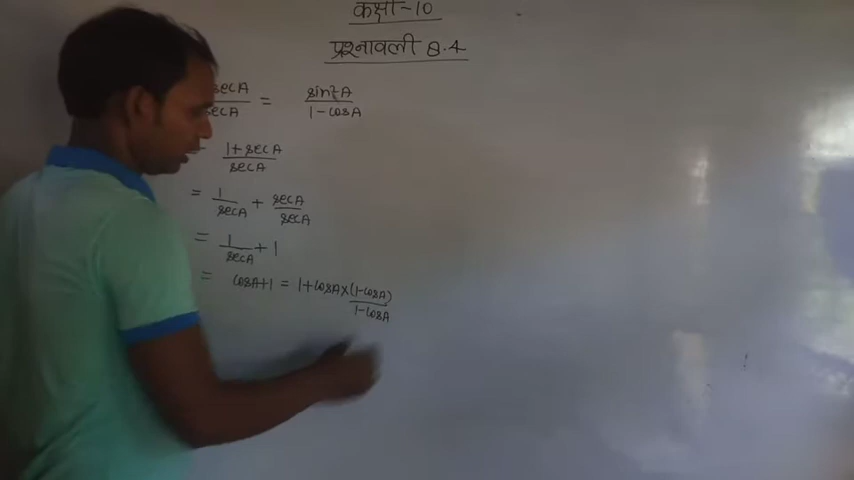 कक्षा-10
प्रश्नावली 8.4
secA / secA = sin²A / 1-cosA
1+secA / secA
= 1/secA + secA/secA
= 1/secA + 1
= cosA+1 = 1+cosA×(1-cosA) / 1-cosA